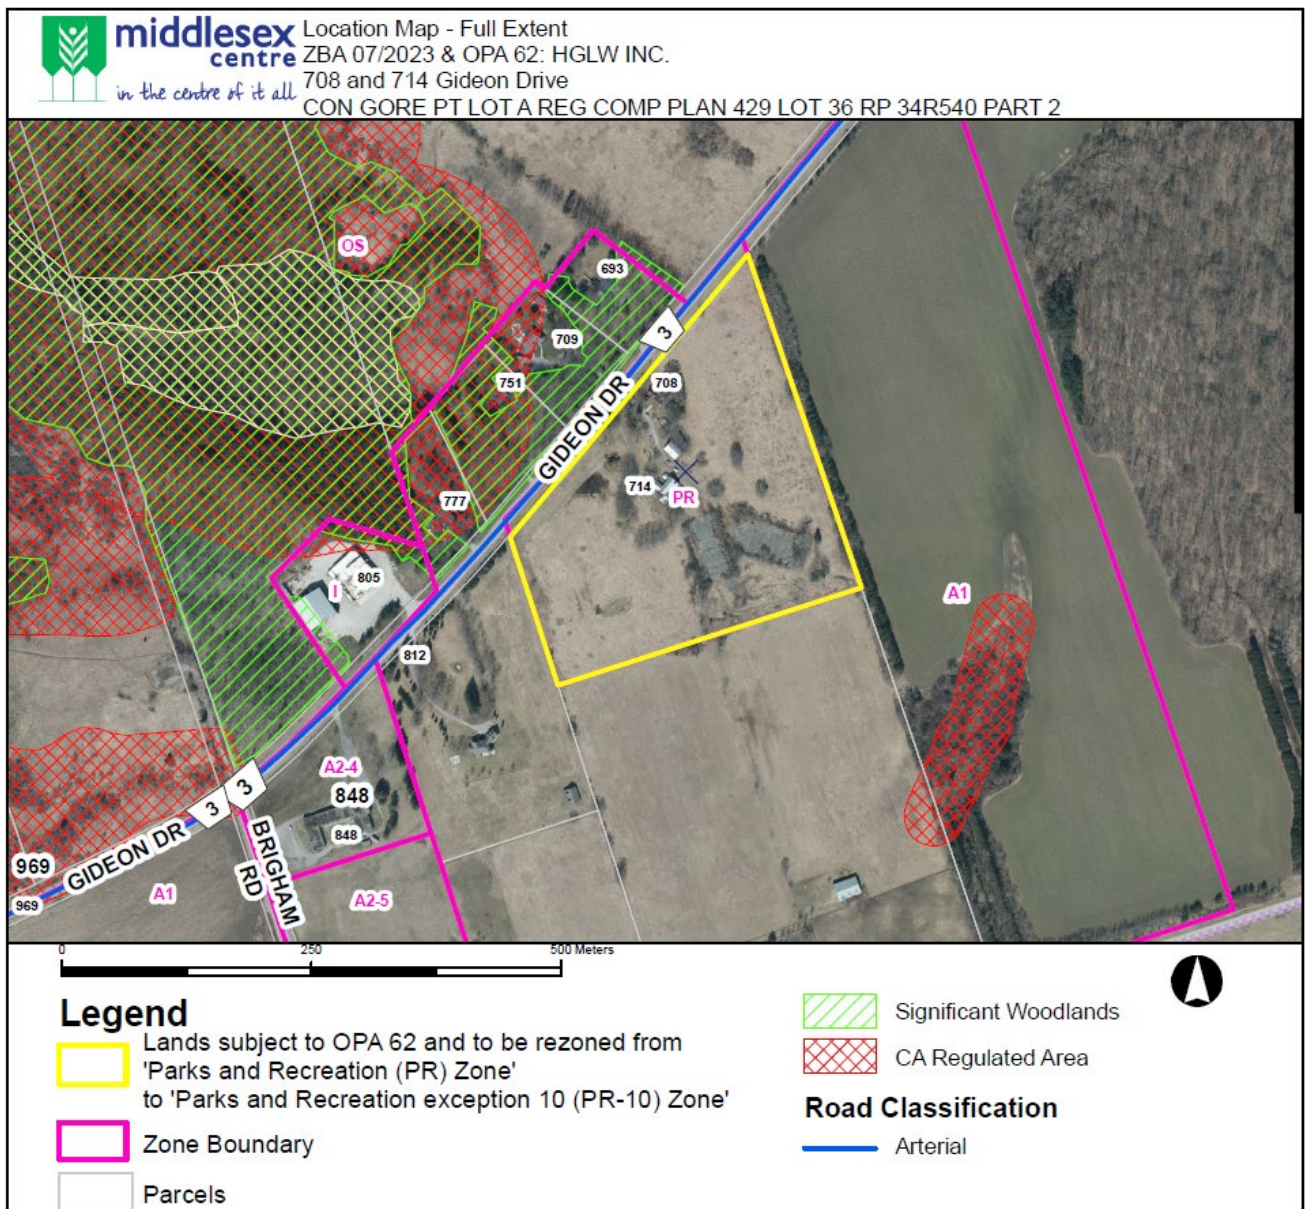 middlesex
centre
in the centre of it all
Location Map - Full Extent
ZBA 07/2023 & OPA 62: HGLW INC.
708 and 714 Gideon Drive
CON GORE PT LOT A REG COMP PLAN 429 LOT 36 RP 34R540 PART 2
OS
693
3
709
751
708
GIDEON DR
714
PR
777
805
I
A1
812
A2-4
848
848
3
3
GIDEON DR
BRIGHAM
RD
969
969
A1
A2-5
0 250 500 Meters
Legend
Lands subject to OPA 62 and to be rezoned from
'Parks and Recreation (PR) Zone'
to 'Parks and Recreation exception 10 (PR-10) Zone'
Zone Boundary
Parcels
Significant Woodlands
CA Regulated Area
Road Classification
Arterial